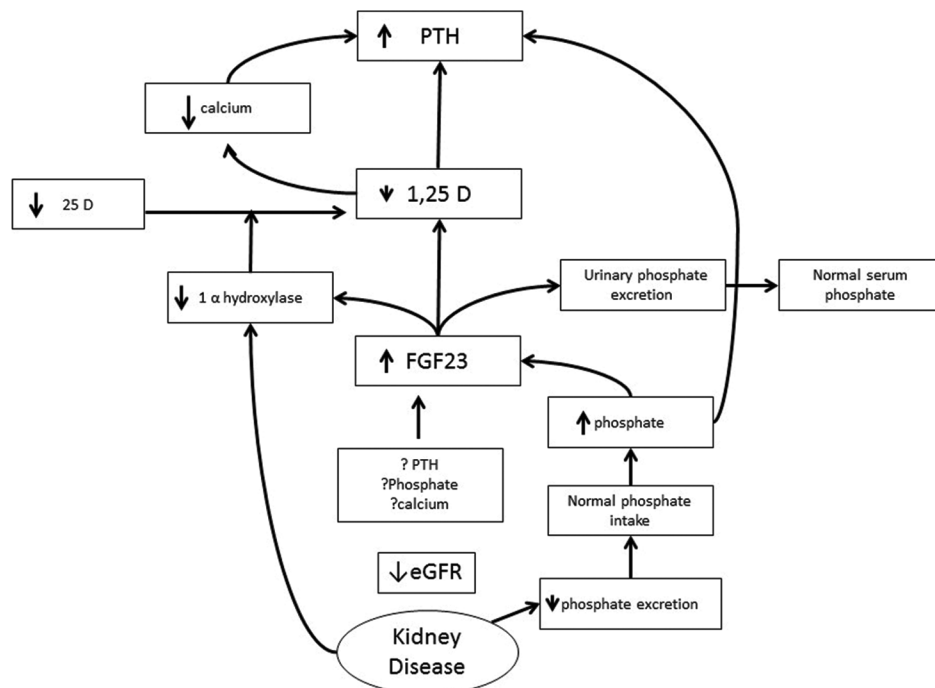 ↑ PTH
↓ calcium
↓ 25 D
↓ 1,25 D
↓ 1 α hydroxylase
Urinary phosphate
excretion
Normal serum
phosphate
↑ FGF23
↑ phosphate
? PTH
?Phosphate
?calcium
Normal phosphate
intake
↓ eGFR
↓ phosphate excretion
Kidney
Disease